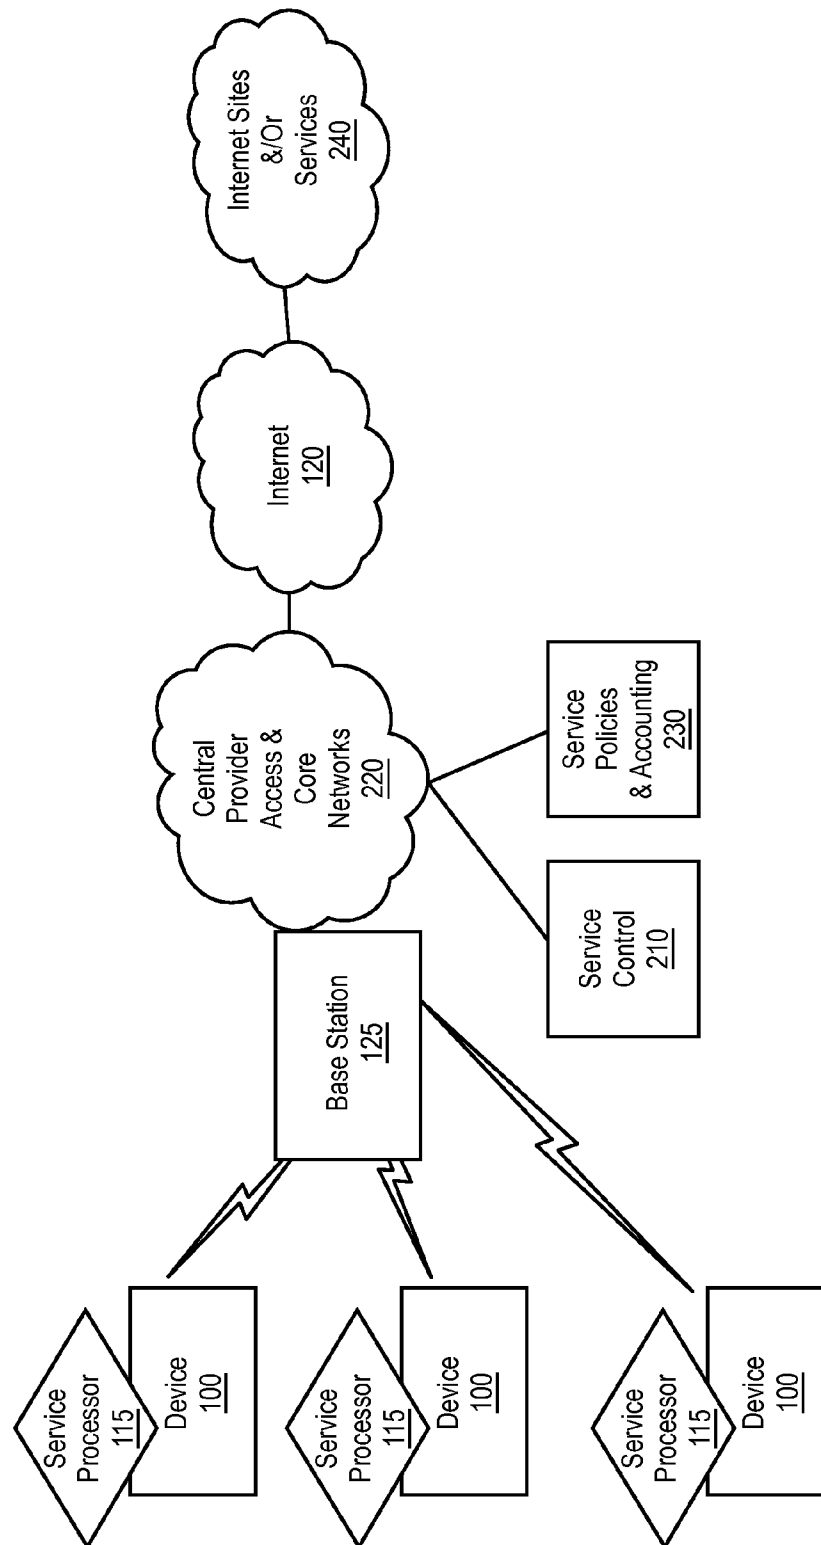 Service
Processor
115
Device
100
Service
Processor
115
Device
100
Service
Processor
115
Device
100
Base Station
125
Central
Provider
Access &
Core
Networks
220
Service
Control
210
Service
Policies
& Accounting
230
Internet
120
Internet Sites
&/Or
Services
240